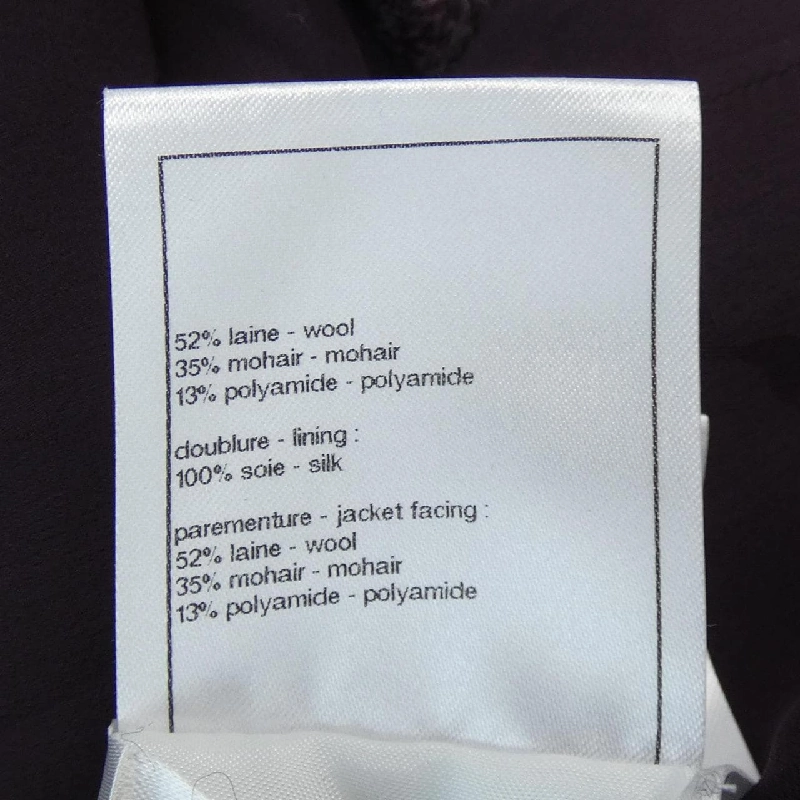 52% laine - wool
35% mohair - mohair
13% polyamide - polyamide
doublure - lining :
100% soie - silk
parementure - jacket facing :
52% laine - wool
35% mohair - mohair
13% polyamide - polyamide